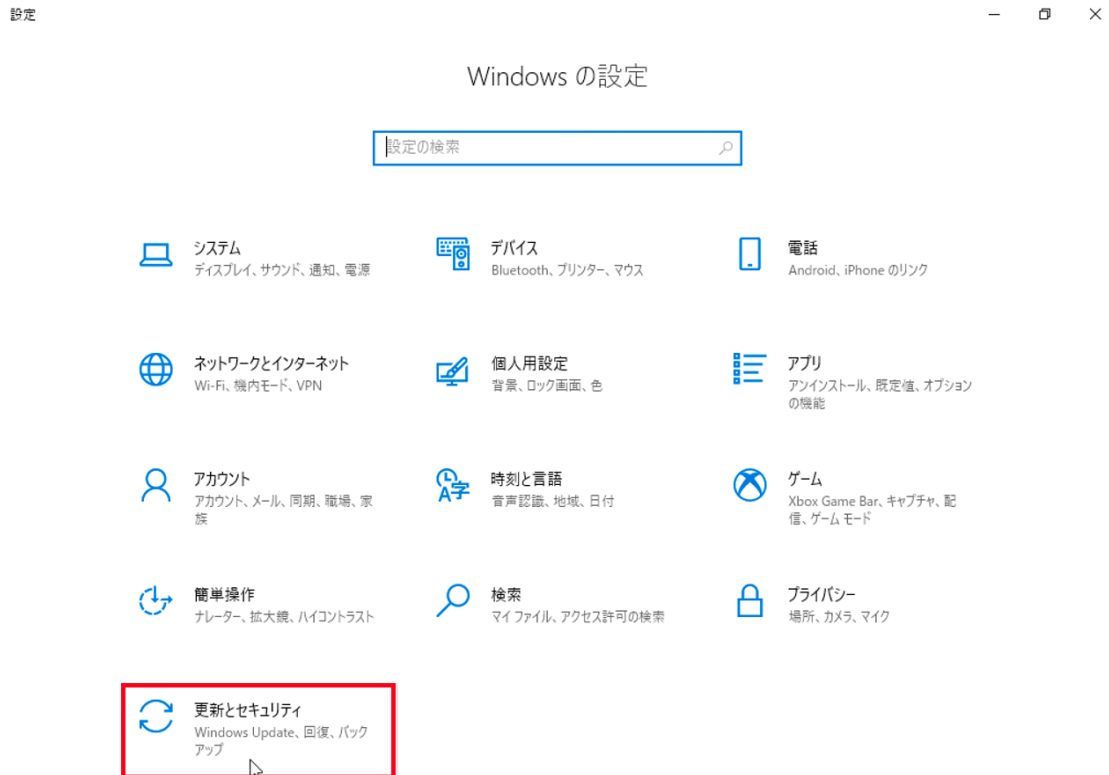 設定
Windows の設定
設定の検索
システム
ディスプレイ、サウンド、通知、電源
デバイス
Bluetooth、プリンター、マウス
電話
Android、iPhone のリンク
ネットワークとインターネット
Wi-Fi、機内モード、VPN
個人用設定
背景、ロック画面、色
アプリ
アンインストール、既定値、オプション
の機能
アカウント
アカウント、メール、同期、職場、家
族
時刻と言語
音声認識、地域、日付
ゲーム
Xbox Game Bar、キャプチャ、配
信、ゲーム モード
簡単操作
ナレーター、拡大鏡、ハイコントラスト
検索
マイ ファイル、アクセス許可の検索
プライバシー
場所、カメラ、マイク
更新とセキュリティ
Windows Update、回復、バック
アップ